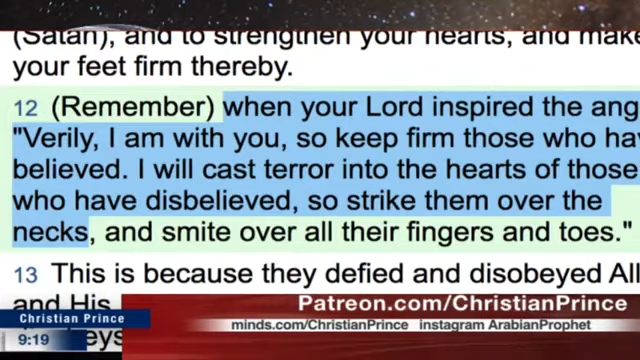 (Satan), and to strengthen your hearts, and make
your feet firm thereby.
12 (Remember) when your Lord inspired the ang
"Verily, I am with you, so keep firm those who hav
believed. I will cast terror into the hearts of those
who have disbelieved, so strike them over the
necks, and smite over all their fingers and toes."
13 This is because they defied and disobeyed All
and His
Patreon.com/ChristianPrince
Christian Prince
minds.com/ChristianPrince instagram ArabianProphet
9:19